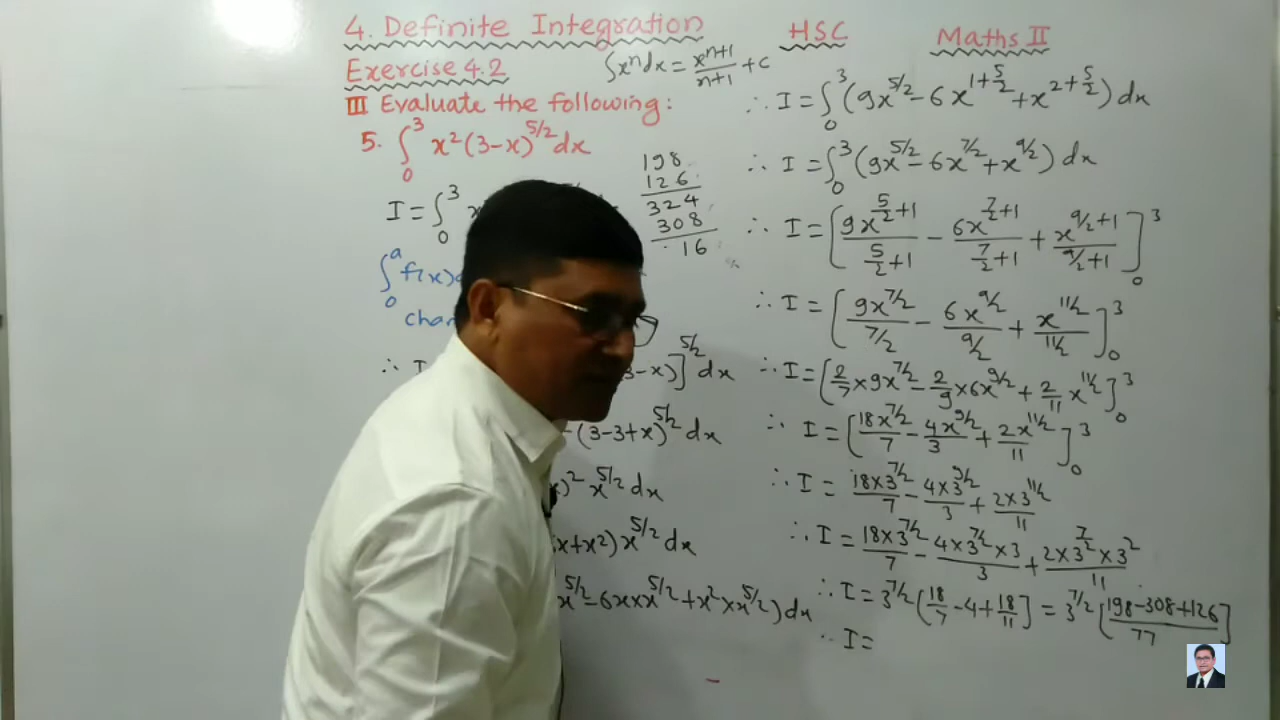 4. Definite Integration HSC Maths II
Exercise 4.2 ∫xⁿdx = xⁿ⁺¹/n+1 + c
III Evaluate the following:
5. ∫₀³ x²(3-x)^5/2 dx
I = ∫₀³
∫₀ᵃ f(x)
∴ I
3-x)]^5/2 dx
(3-3+x)^5/2 dx
)² x^5/2 dx
x+x²) x^5/2 dx
x^5/2 - 6x×x^5/2 + x²×x^5/2) dx
198
126
324
308
16
∴ I = ∫₀³ (9x^5/2 - 6x^1+5/2 + x^2+5/2) dx
∴ I = ∫₀³ (9x^5/2 - 6x^7/2 + x^9/2) dx
∴ I = [9x^5/2+1 / 5/2+1 - 6x^7/2+1 / 7/2+1 + x^9/2+1 / 9/2+1]₀³
∴ I = [9x^7/2 / 7/2 - 6x^9/2 / 9/2 + x^11/2 / 11/2]₀³
∴ I = [2/7 × 9x^7/2 - 2/9 × 6x^9/2 + 2/11 x^11/2]₀³
∴ I = [18x^7/2 / 7 - 4x^9/2 / 3 + 2x^11/2 / 11]₀³
∴ I = 18×3^7/2 / 7 - 4×3^9/2 / 3 + 2×3^11/2 / 11
∴ I = 18×3^7/2 / 7 - 4×3^7/2×3 / 3 + 2×3^7/2×3² / 11
∴ I = 3^7/2 [18/7 - 4 + 18/11] = 3^7/2 [198-308+126 / 77]
∴ I =